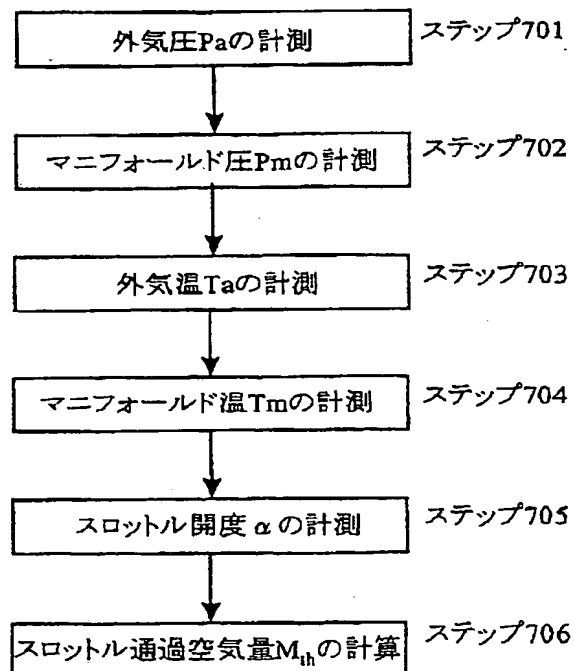 外気圧Paの計測 ステップ701
マニフォールド圧Pmの計測 ステップ702
外気温Taの計測 ステップ703
マニフォールド温Tmの計測 ステップ704
スロットル開度αの計測 ステップ705
スロットル通過空気量Mthの計算 ステップ706